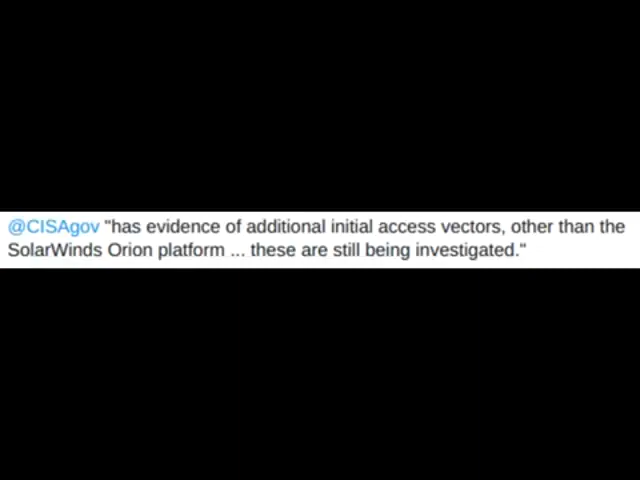 @CISAgov "has evidence of additional initial access vectors, other than the
SolarWinds Orion platform ... these are still being investigated."